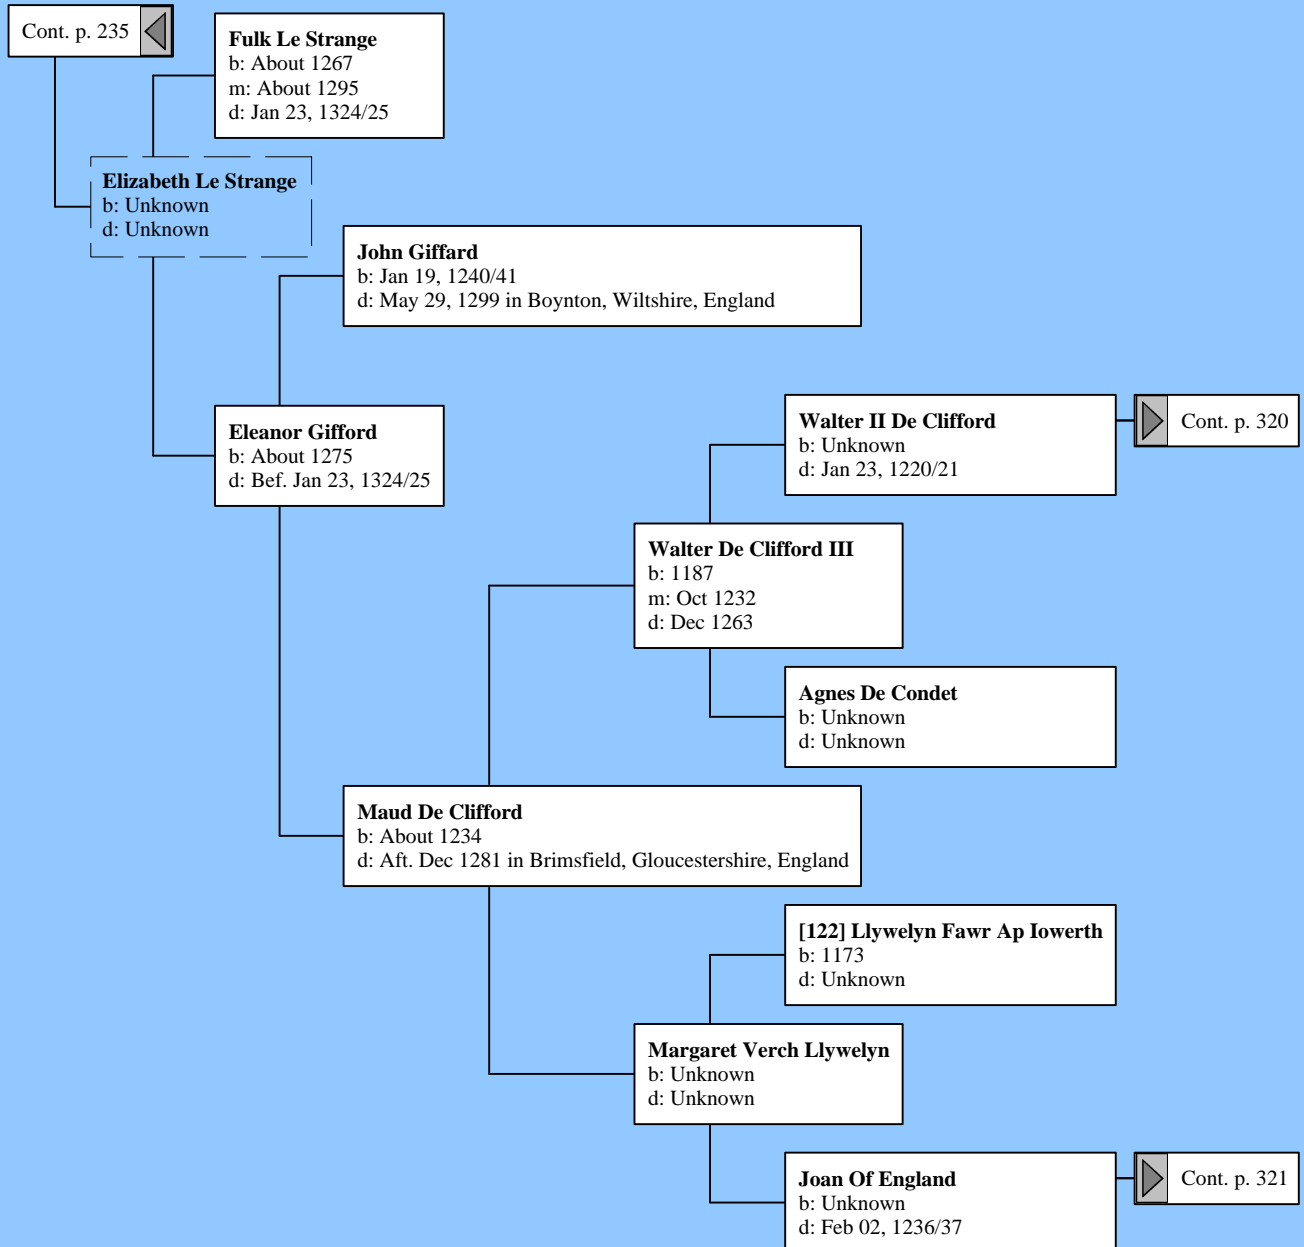 Cont. p. 235
Fulk Le Strange
b: About 1267
m: About 1295
d: Jan 23, 1324/25
Elizabeth Le Strange
b: Unknown
d: Unknown
John Giffard
b: Jan 19, 1240/41
d: May 29, 1299 in Boynton, Wiltshire, England
Eleanor Gifford
b: About 1275
d: Bef. Jan 23, 1324/25
Walter II De Clifford
b: Unknown
d: Jan 23, 1220/21
Cont. p. 320
Walter De Clifford III
b: 1187
m: Oct 1232
d: Dec 1263
Agnes De Condet
b: Unknown
d: Unknown
Maud De Clifford
b: About 1234
d: Aft. Dec 1281 in Brimsfield, Gloucestershire, England
[122] Llywelyn Fawr Ap Iowerth
b: 1173
d: Unknown
Margaret Verch Llywelyn
b: Unknown
d: Unknown
Joan Of England
b: Unknown
d: Feb 02, 1236/37
Cont. p. 321